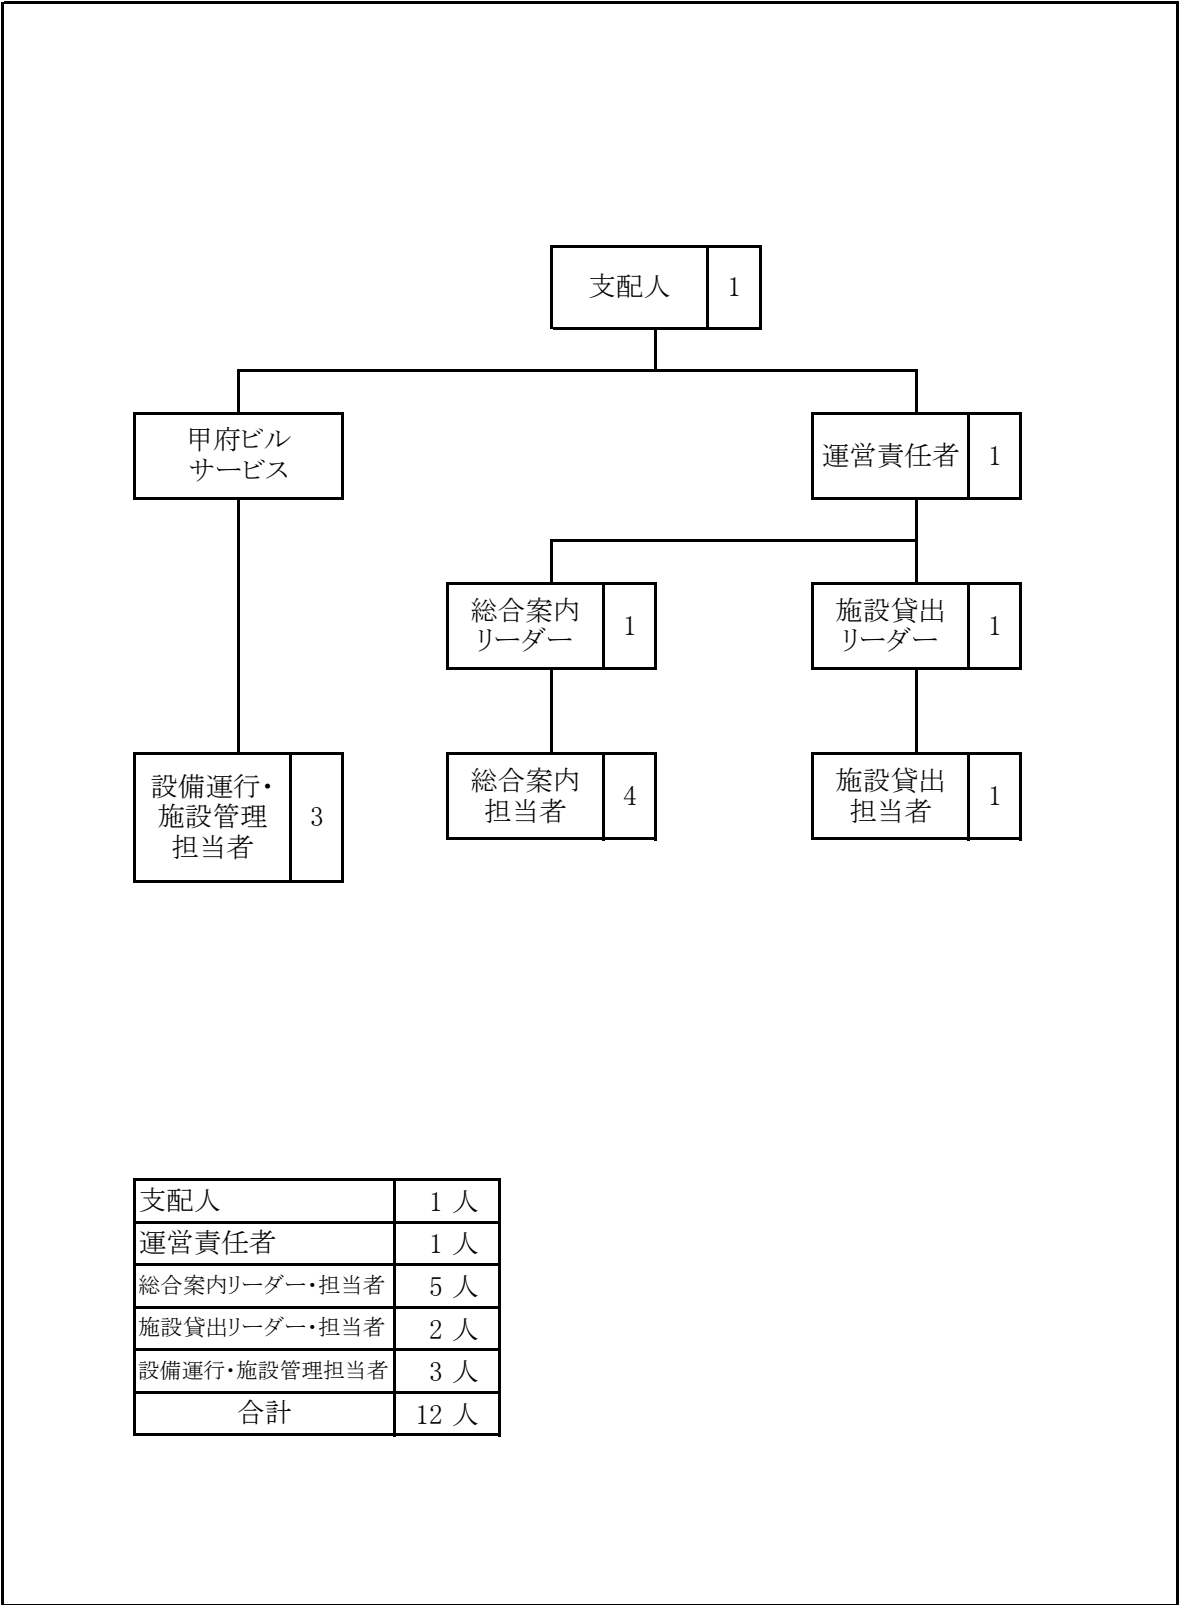 支配人 1
甲府ビル
サービス
運営責任者 1
総合案内
リーダー
1
施設貸出
リーダー
1
設備運行・
施設管理
担当者
3
総合案内
担当者
4
施設貸出
担当者
1
支配人 1 人
運営責任者 1 人
総合案内リーダー・担当者 5 人
施設貸出リーダー・担当者 2 人
設備運行・施設管理担当者 3 人
合計 12 人